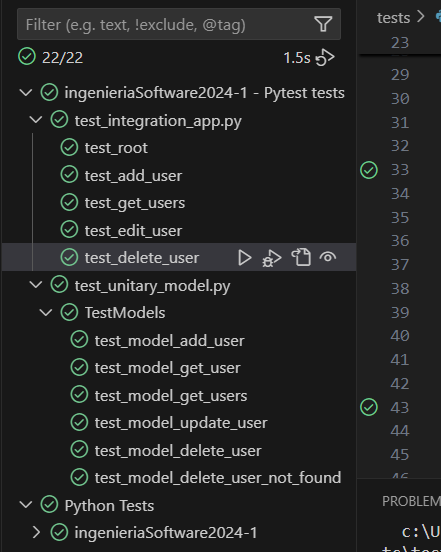 Filter (e.g. text, !exclude, @tag)
tests >
22/22 1.5s
23
ingenieriaSoftware2024-1 - Pytest tests
29
test_integration_app.py
30
test_root
31
test_add_user
32
test_get_users
33
test_edit_user
34
test_delete_user
35
test_unitary_model.py
36
TestModels
37
test_model_add_user
38
test_model_get_user
39
test_model_get_users
40
test_model_update_user
41
test_model_delete_user
42
test_model_delete_user_not_found
43
Python Tests
44
ingenieriaSoftware2024-1
45
46
PROBLEM
c:\U